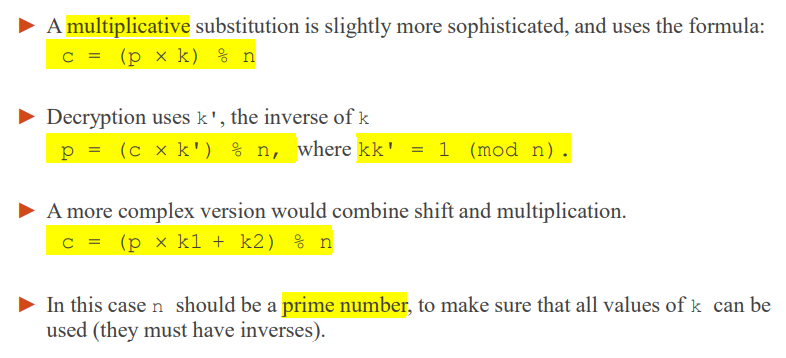 ▶ A multiplicative substitution is slightly more sophisticated, and uses the formula:
c = (p × k) % n
▶ Decryption uses k', the inverse of k
p = (c × k') % n, where kk' = 1 (mod n).
▶ A more complex version would combine shift and multiplication.
c = (p × k1 + k2) % n
▶ In this case n should be a prime number, to make sure that all values of k can be
used (they must have inverses).